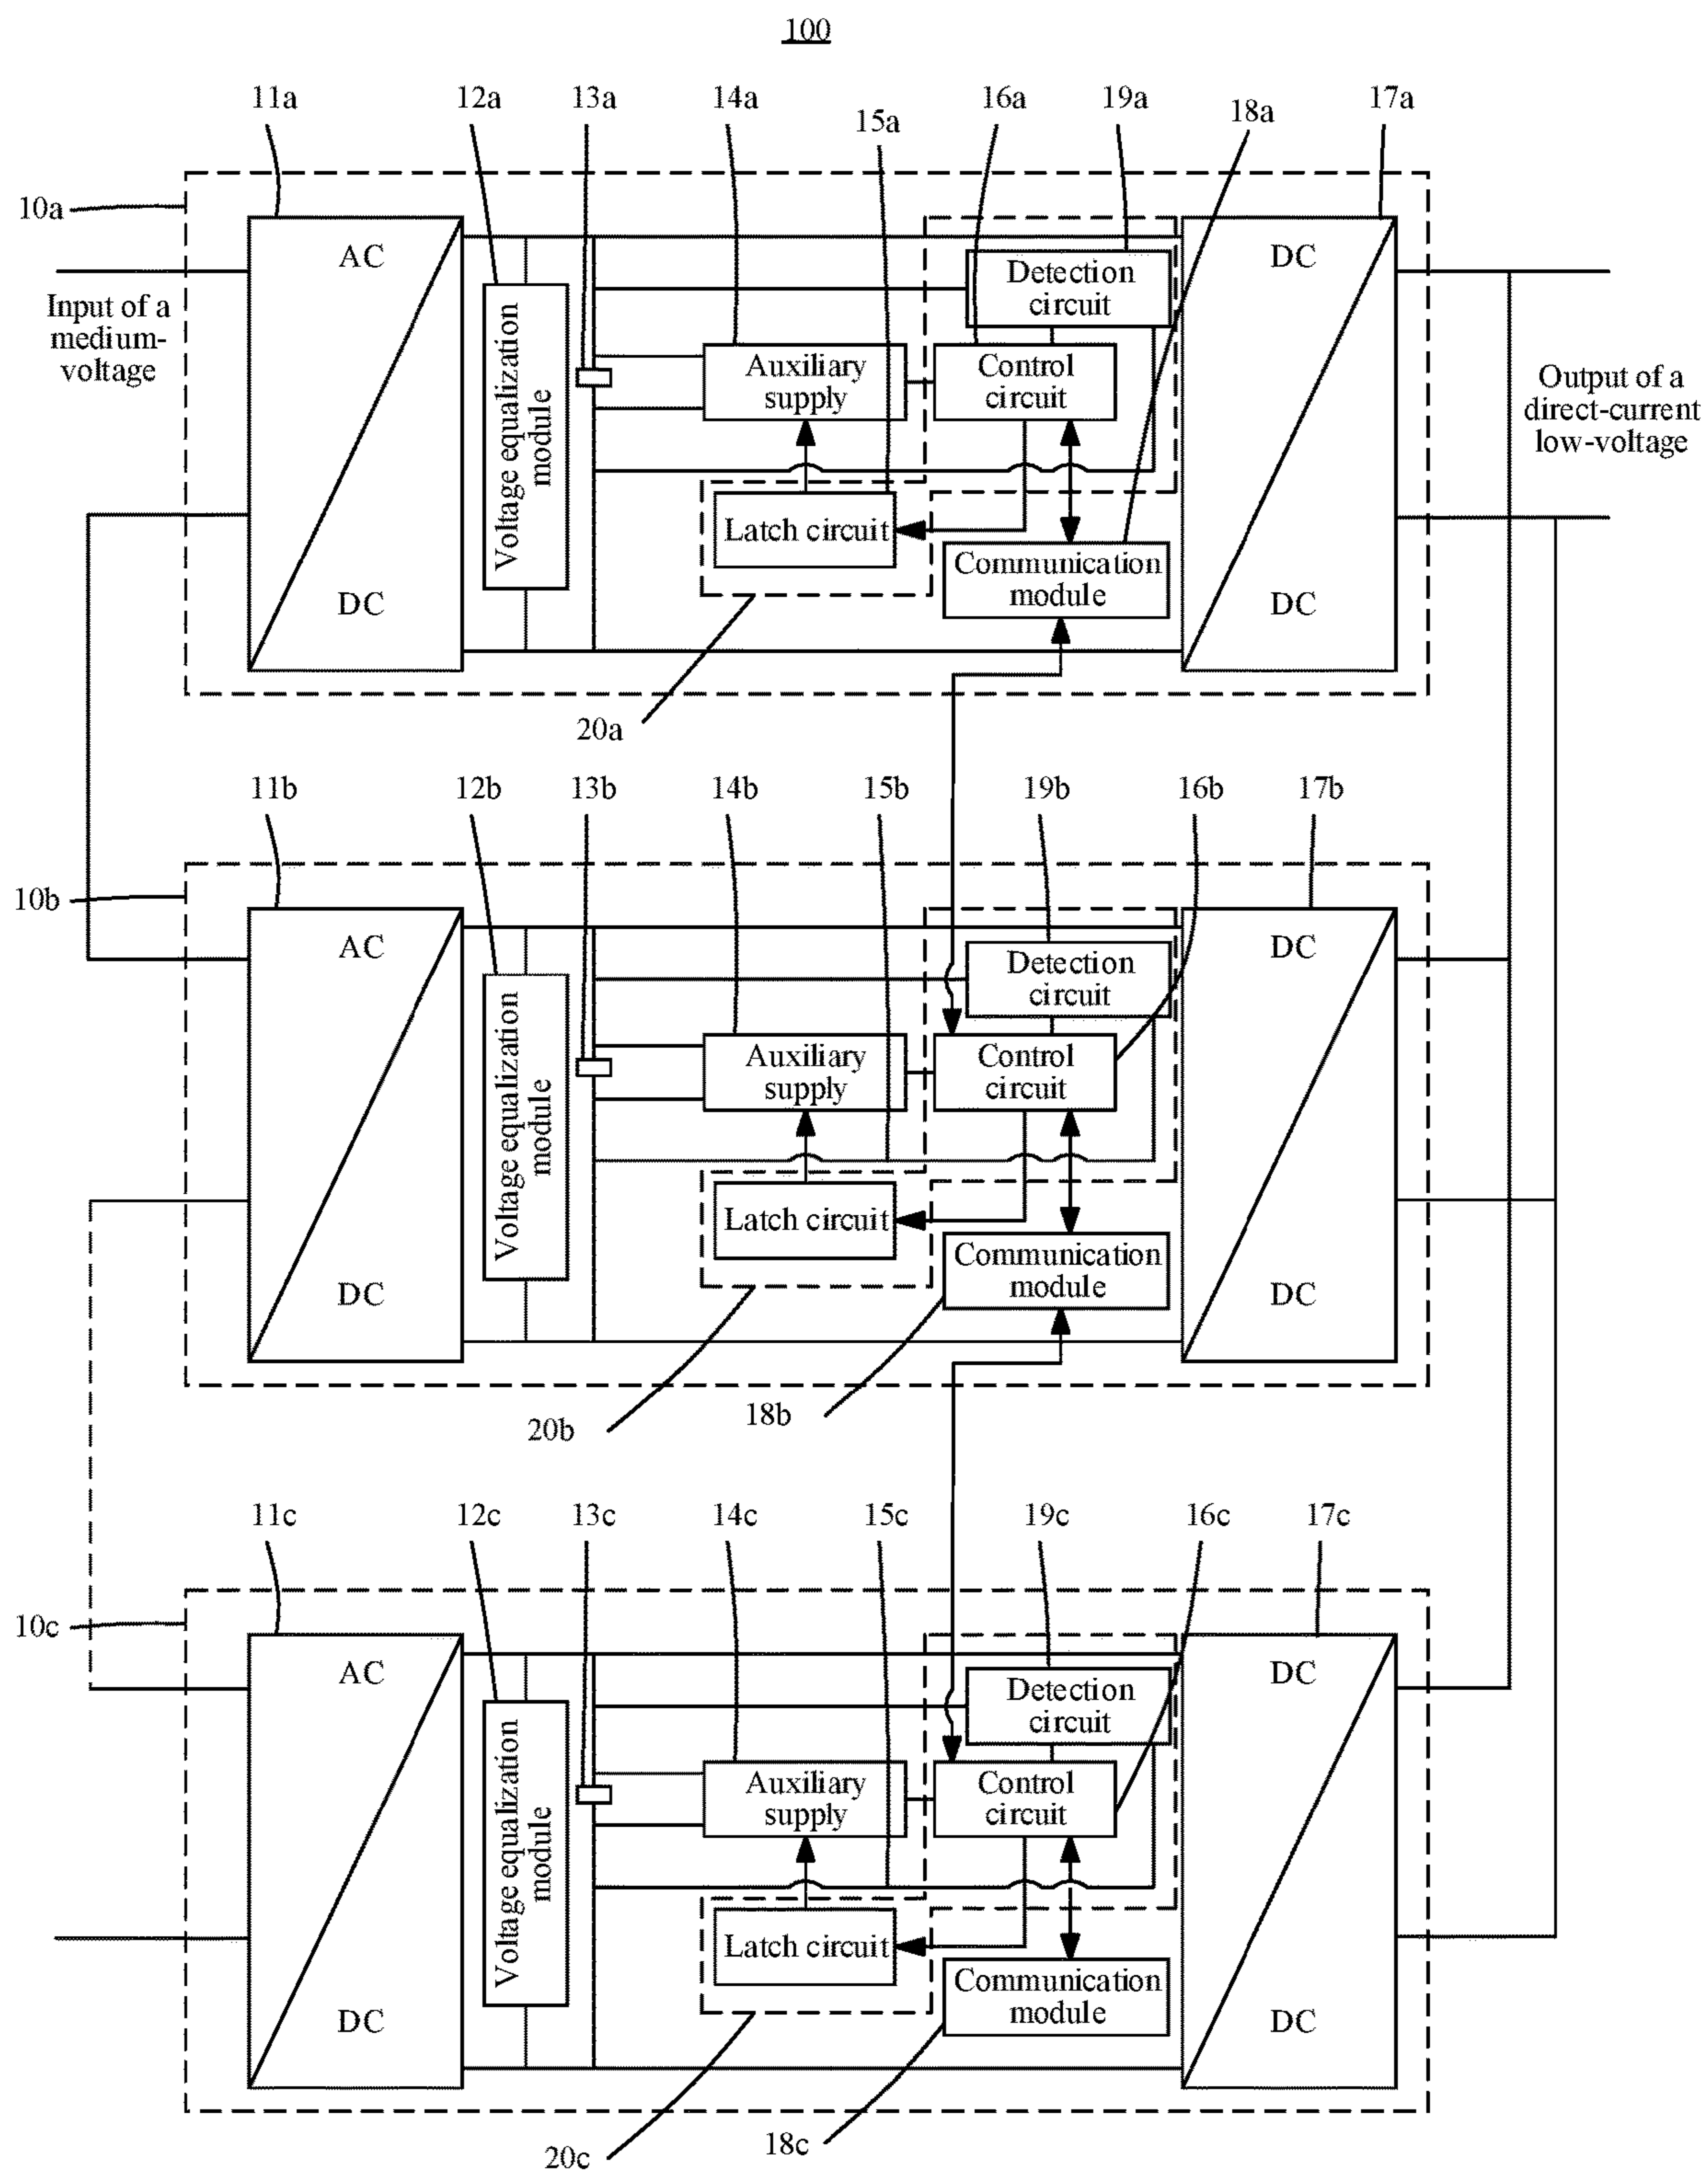 100
11a
12a
13a
14a
15a
16a
19a
18a
17a
10a
AC
DC
Input of a
medium-
voltage
Voltage equalization
module
Detection
circuit
Auxiliary
supply
Control
circuit
Latch circuit
Communication
module
DC
DC
Output of a
direct-current
low-voltage
20a
11b
12b
13b
14b
15b
19b
16b
17b
10b
AC
DC
Voltage equalization
module
Detection
circuit
Auxiliary
supply
Control
circuit
Latch circuit
Communication
module
DC
DC
20b
18b
11c
12c
13c
14c
15c
19c
16c
17c
10c
AC
DC
Voltage equalization
module
Detection
circuit
Auxiliary
supply
Control
circuit
Latch circuit
Communication
module
DC
DC
20c
18c